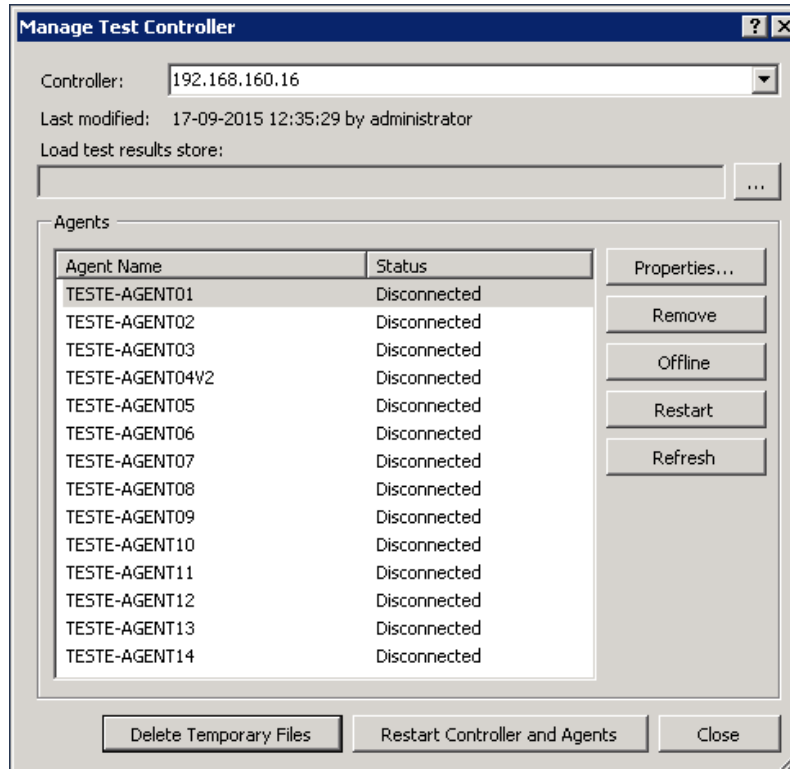 Manage Test Controller
Controller: 192.168.160.16
Last modified: 17-09-2015 12:35:29 by administrator
Load test results store:
...
Agents
Agent Name Status
TESTE-AGENT01 Disconnected
TESTE-AGENT02 Disconnected
TESTE-AGENT03 Disconnected
TESTE-AGENT04V2 Disconnected
TESTE-AGENT05 Disconnected
TESTE-AGENT06 Disconnected
TESTE-AGENT07 Disconnected
TESTE-AGENT08 Disconnected
TESTE-AGENT09 Disconnected
TESTE-AGENT10 Disconnected
TESTE-AGENT11 Disconnected
TESTE-AGENT12 Disconnected
TESTE-AGENT13 Disconnected
TESTE-AGENT14 Disconnected
Properties...
Remove
Offline
Restart
Refresh
Delete Temporary Files Restart Controller and Agents Close